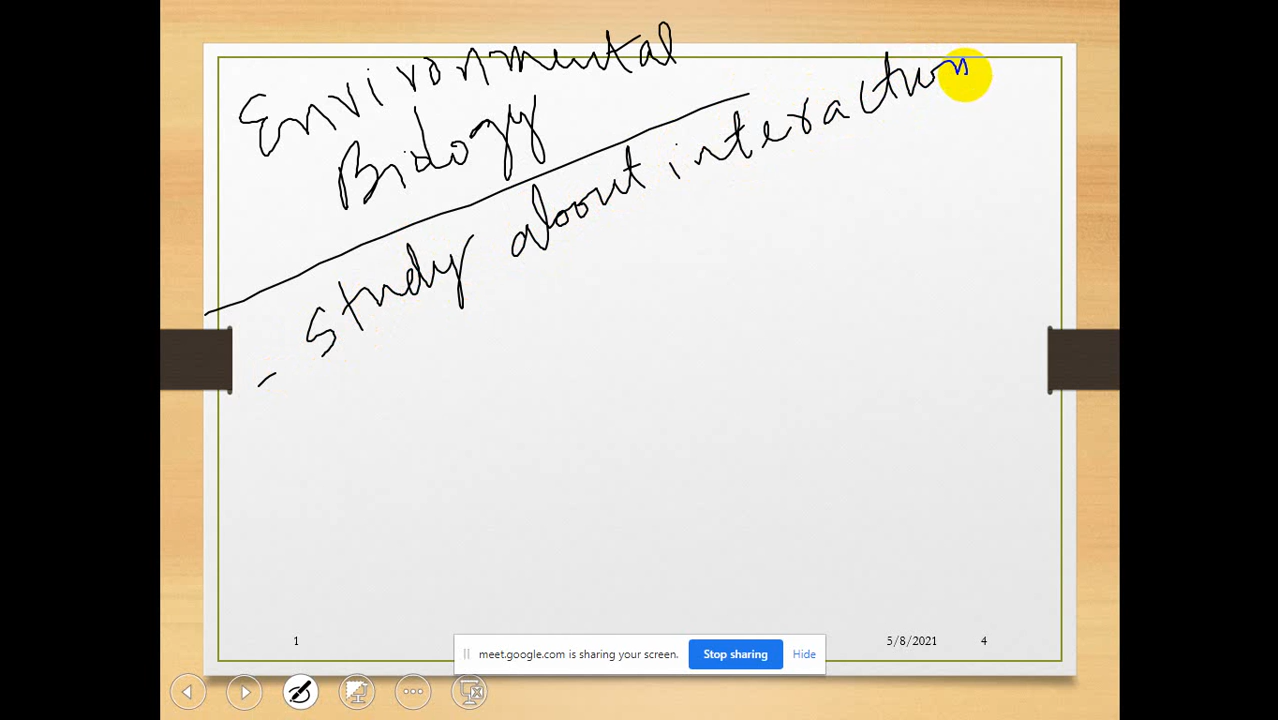 Environmental
Biology
- study about interaction
1
5/8/2021
4
meet.google.com is sharing your screen.
Stop sharing
Hide